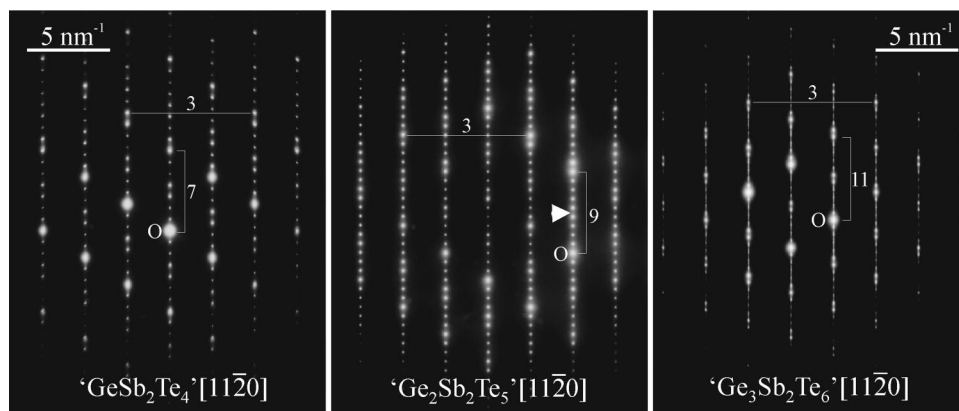 5 nm⁻¹
3
7
O
‘GeSb₂Te₄’[112̄0]
3
9
O
‘Ge₂Sb₂Te₅’[112̄0]
5 nm⁻¹
3
11
O
‘Ge₃Sb₂Te₆’[112̄0]